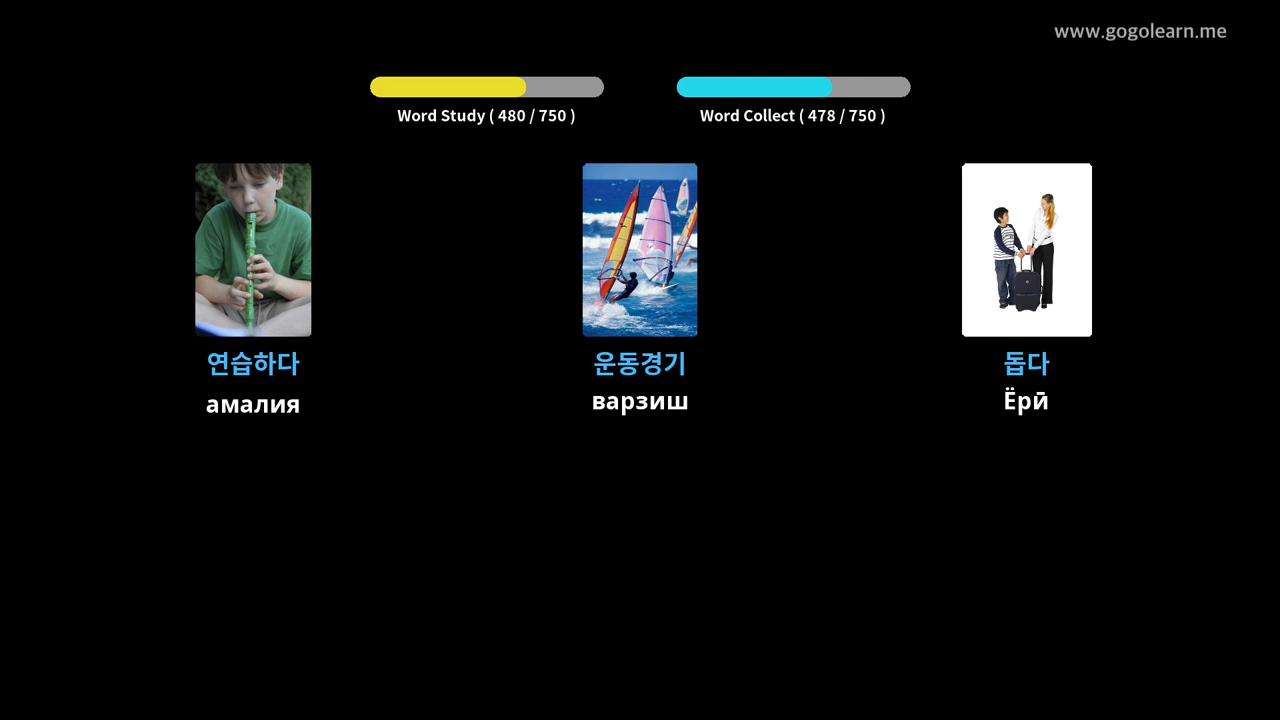 www.gogolearn.me
Word Study ( 480 / 750 )
Word Collect ( 478 / 750 )
연습하다
운동경기
돕다
амалия
варзиш
Ёрӣ